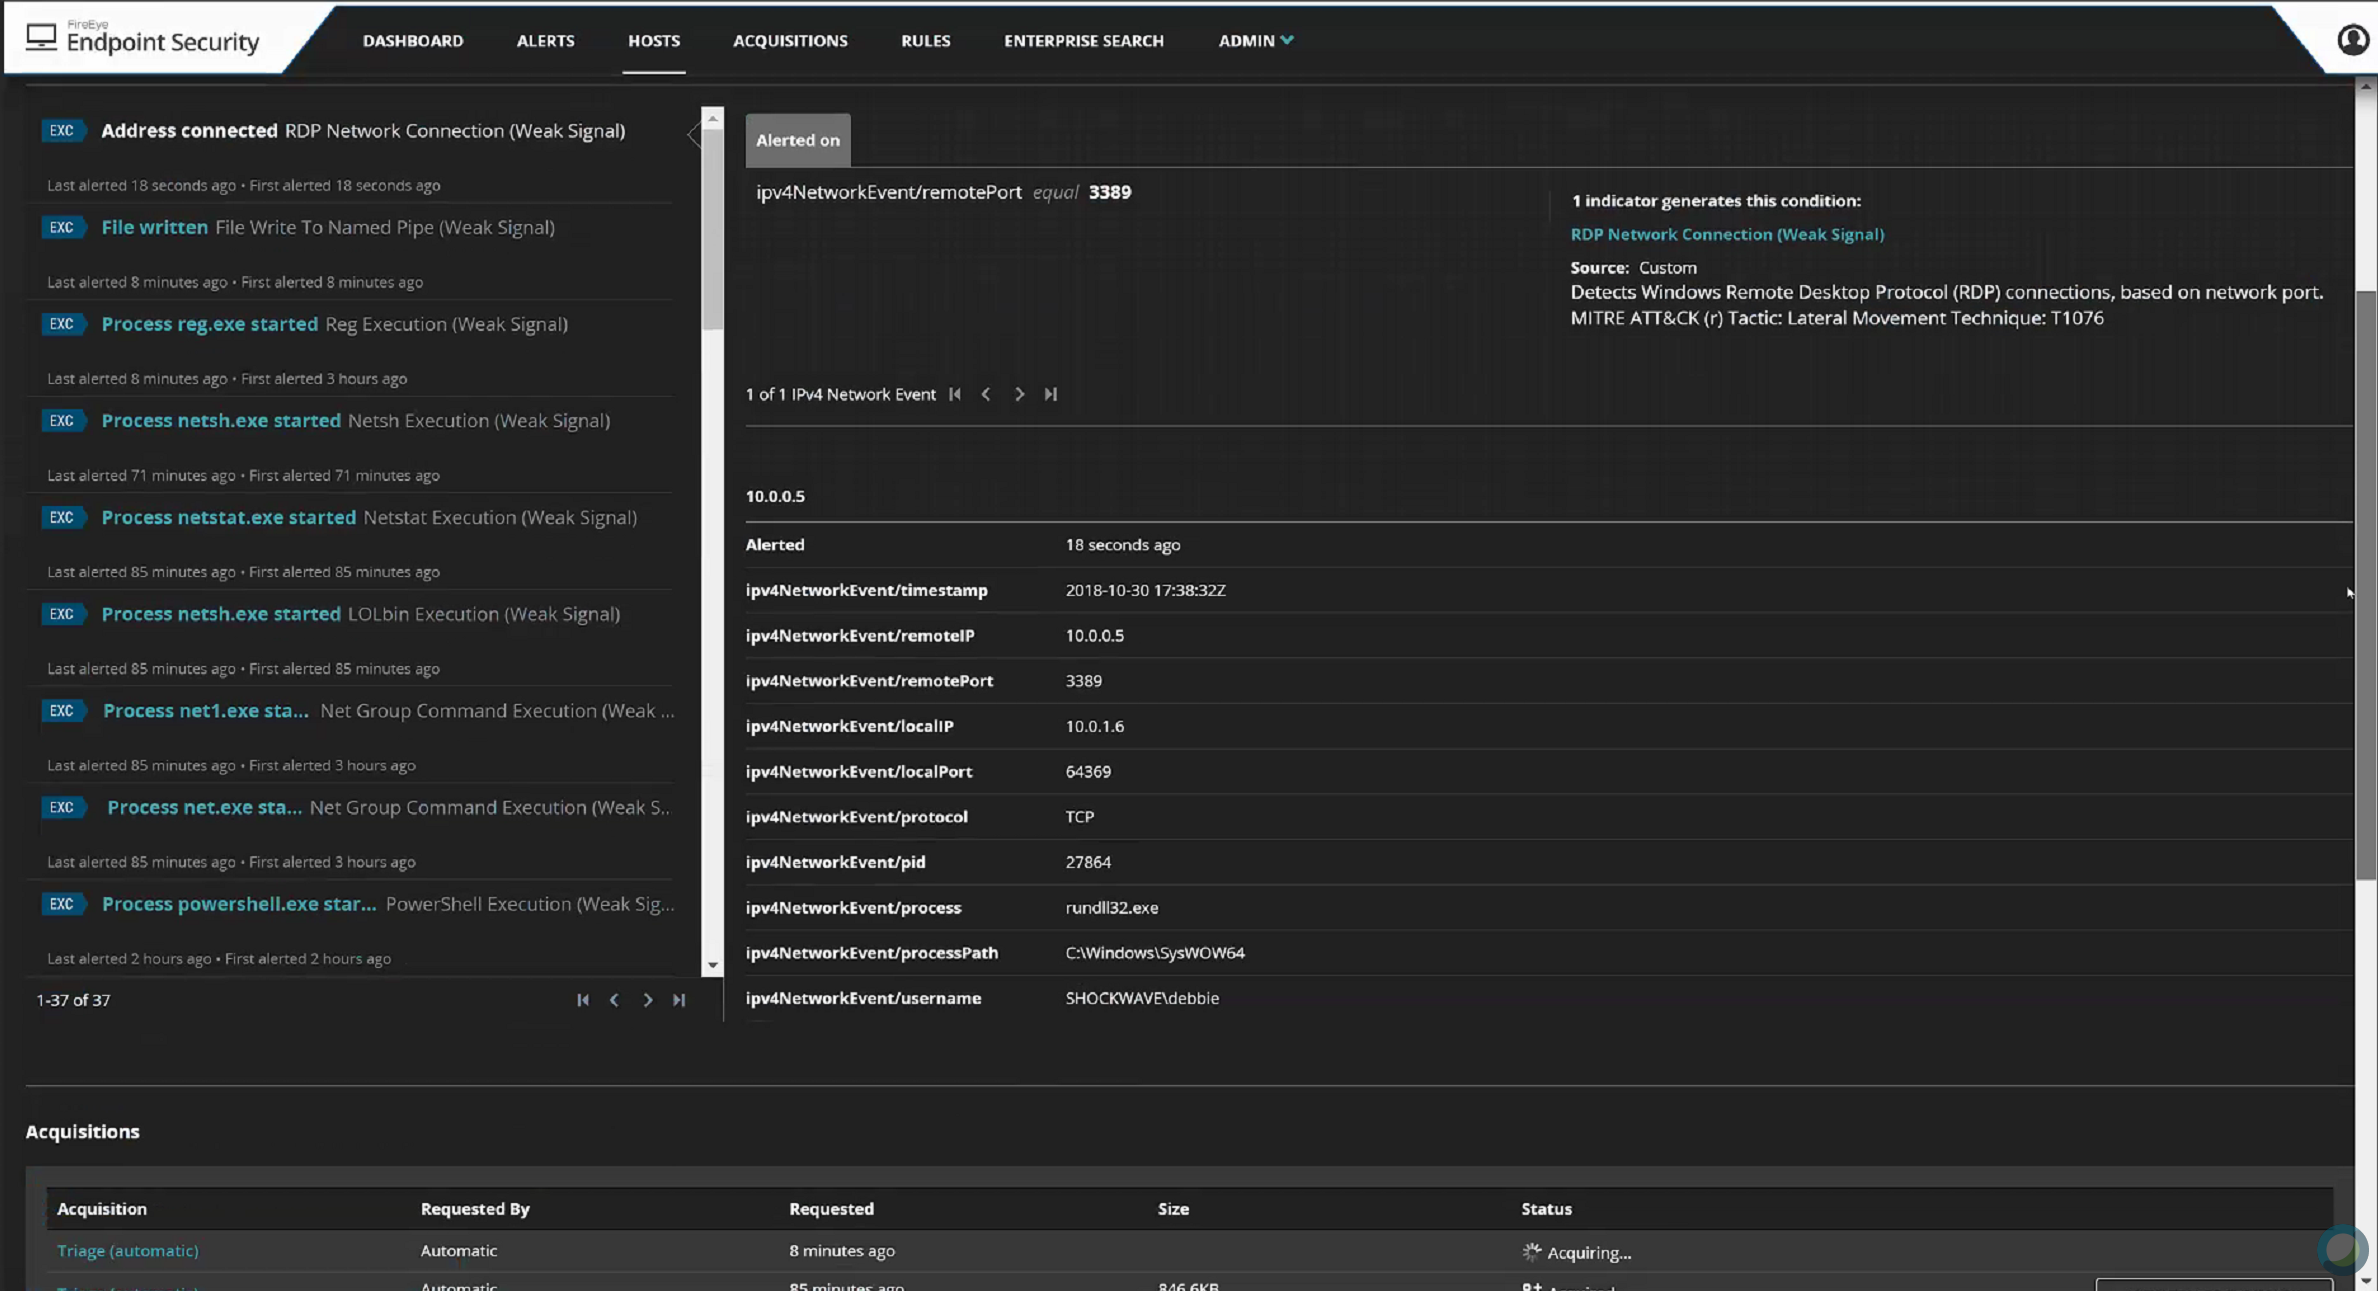 FireEye
Endpoint Security
DASHBOARD
ALERTS
HOSTS
ACQUISITIONS
RULES
ENTERPRISE SEARCH
ADMIN
EXC Address connected RDP Network Connection (Weak Signal)
Last alerted 18 seconds ago • First alerted 18 seconds ago
EXC File written File Write To Named Pipe (Weak Signal)
Last alerted 8 minutes ago • First alerted 8 minutes ago
EXC Process reg.exe started Reg Execution (Weak Signal)
Last alerted 8 minutes ago • First alerted 3 hours ago
EXC Process netsh.exe started Netsh Execution (Weak Signal)
Last alerted 71 minutes ago • First alerted 71 minutes ago
EXC Process netstat.exe started Netstat Execution (Weak Signal)
Last alerted 85 minutes ago • First alerted 85 minutes ago
EXC Process netsh.exe started LOLbin Execution (Weak Signal)
Last alerted 85 minutes ago • First alerted 85 minutes ago
EXC Process net1.exe sta... Net Group Command Execution (Weak ...
Last alerted 85 minutes ago • First alerted 3 hours ago
EXC Process net.exe sta... Net Group Command Execution (Weak S..
Last alerted 85 minutes ago • First alerted 3 hours ago
EXC Process powershell.exe star... PowerShell Execution (Weak Sig...
Last alerted 2 hours ago • First alerted 2 hours ago
1-37 of 37
Alerted on
ipv4NetworkEvent/remotePort equal 3389
1 indicator generates this condition:
RDP Network Connection (Weak Signal)
Source: Custom
Detects Windows Remote Desktop Protocol (RDP) connections, based on network port.
MITRE ATT&CK (r) Tactic: Lateral Movement Technique: T1076
1 of 1 IPv4 Network Event
10.0.0.5
Alerted 18 seconds ago
ipv4NetworkEvent/timestamp 2018-10-30 17:38:32Z
ipv4NetworkEvent/remoteIP 10.0.0.5
ipv4NetworkEvent/remotePort 3389
ipv4NetworkEvent/localIP 10.0.1.6
ipv4NetworkEvent/localPort 64369
ipv4NetworkEvent/protocol TCP
ipv4NetworkEvent/pid 27864
ipv4NetworkEvent/process rundll32.exe
ipv4NetworkEvent/processPath C:\Windows\SysWOW64
ipv4NetworkEvent/username SHOCKWAVE\debbie
Acquisitions
Acquisition Requested By Requested Size Status
Triage (automatic) Automatic 8 minutes ago Acquiring...
Automatic 85 minutes ago 846.6KB